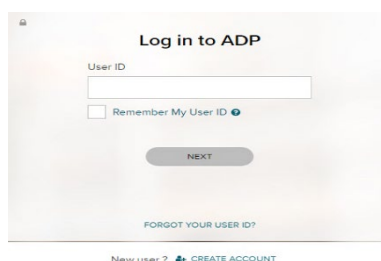 Log in to ADP
User ID
Remember My User ID
NEXT
FORGOT YOUR USER ID?
New user ? CREATE ACCOUNT